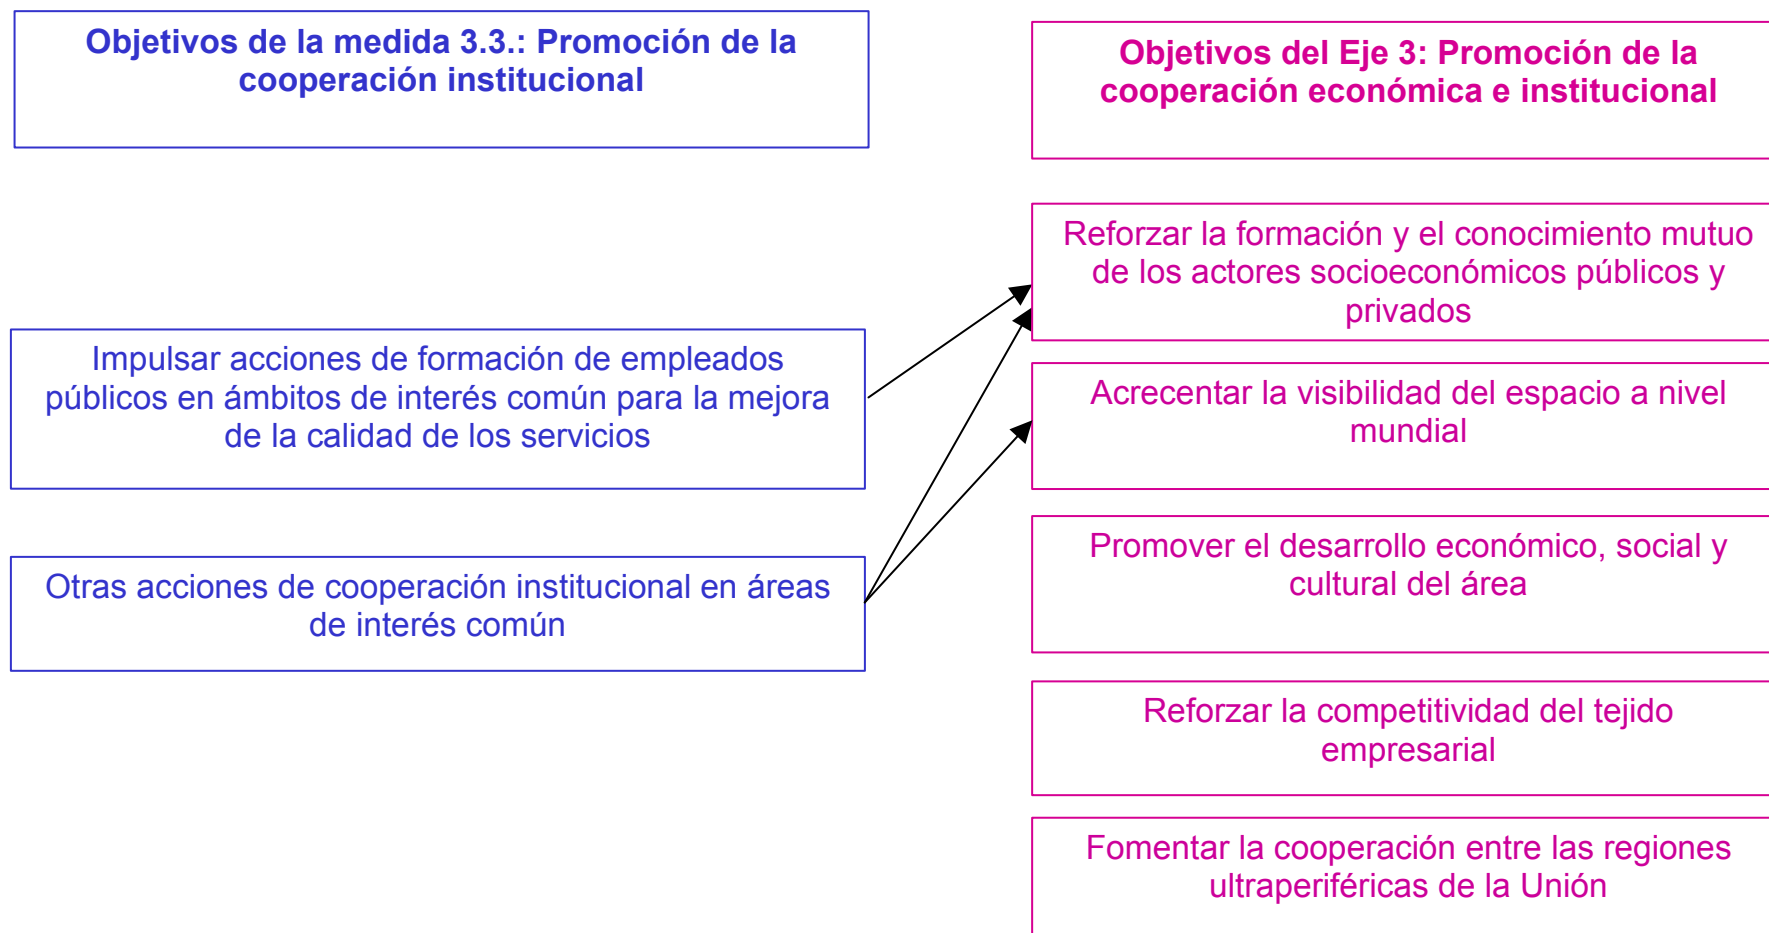 Objetivos de la medida 3.3.: Promoción de la
cooperación institucional
Impulsar acciones de formación de empleados
públicos en ámbitos de interés común para la mejora
de la calidad de los servicios
Otras acciones de cooperación institucional en áreas
de interés común
Objetivos del Eje 3: Promoción de la
cooperación económica e institucional
Reforzar la formación y el conocimiento mutuo
de los actores socioeconómicos públicos y
privados
Acrecentar la visibilidad del espacio a nivel
mundial
Promover el desarrollo económico, social y
cultural del área
Reforzar la competitividad del tejido
empresarial
Fomentar la cooperación entre las regiones
ultraperiféricas de la Unión